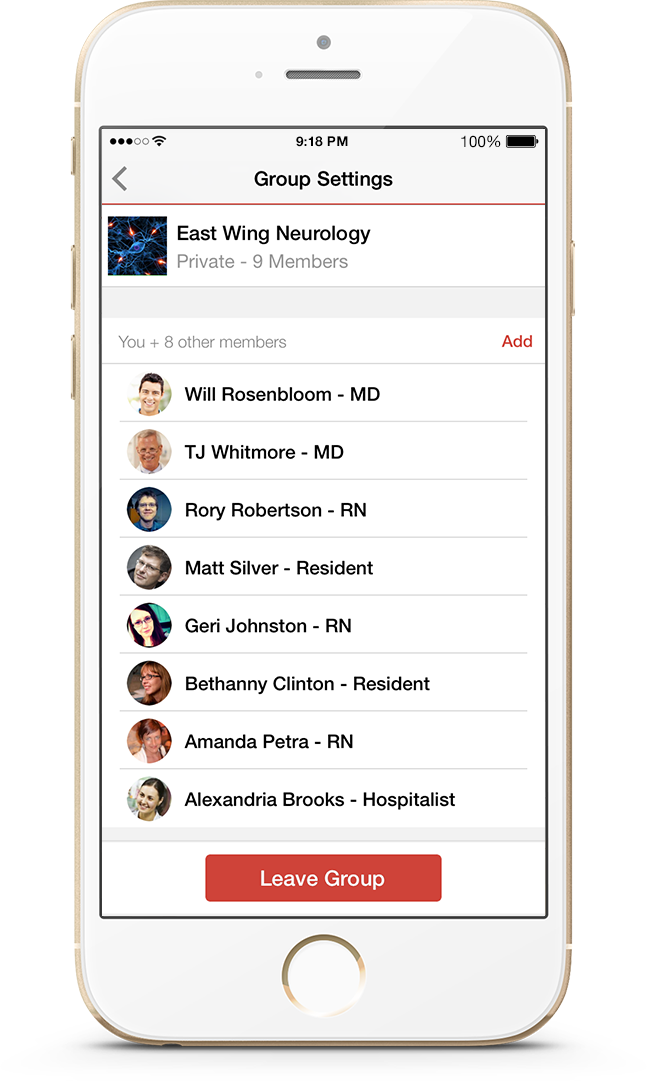 9:18 PM 100%
Group Settings
East Wing Neurology
Private - 9 Members
You + 8 other members Add
Will Rosenbloom - MD
TJ Whitmore - MD
Rory Robertson - RN
Matt Silver - Resident
Geri Johnston - RN
Bethanny Clinton - Resident
Amanda Petra - RN
Alexandria Brooks - Hospitalist
Leave Group